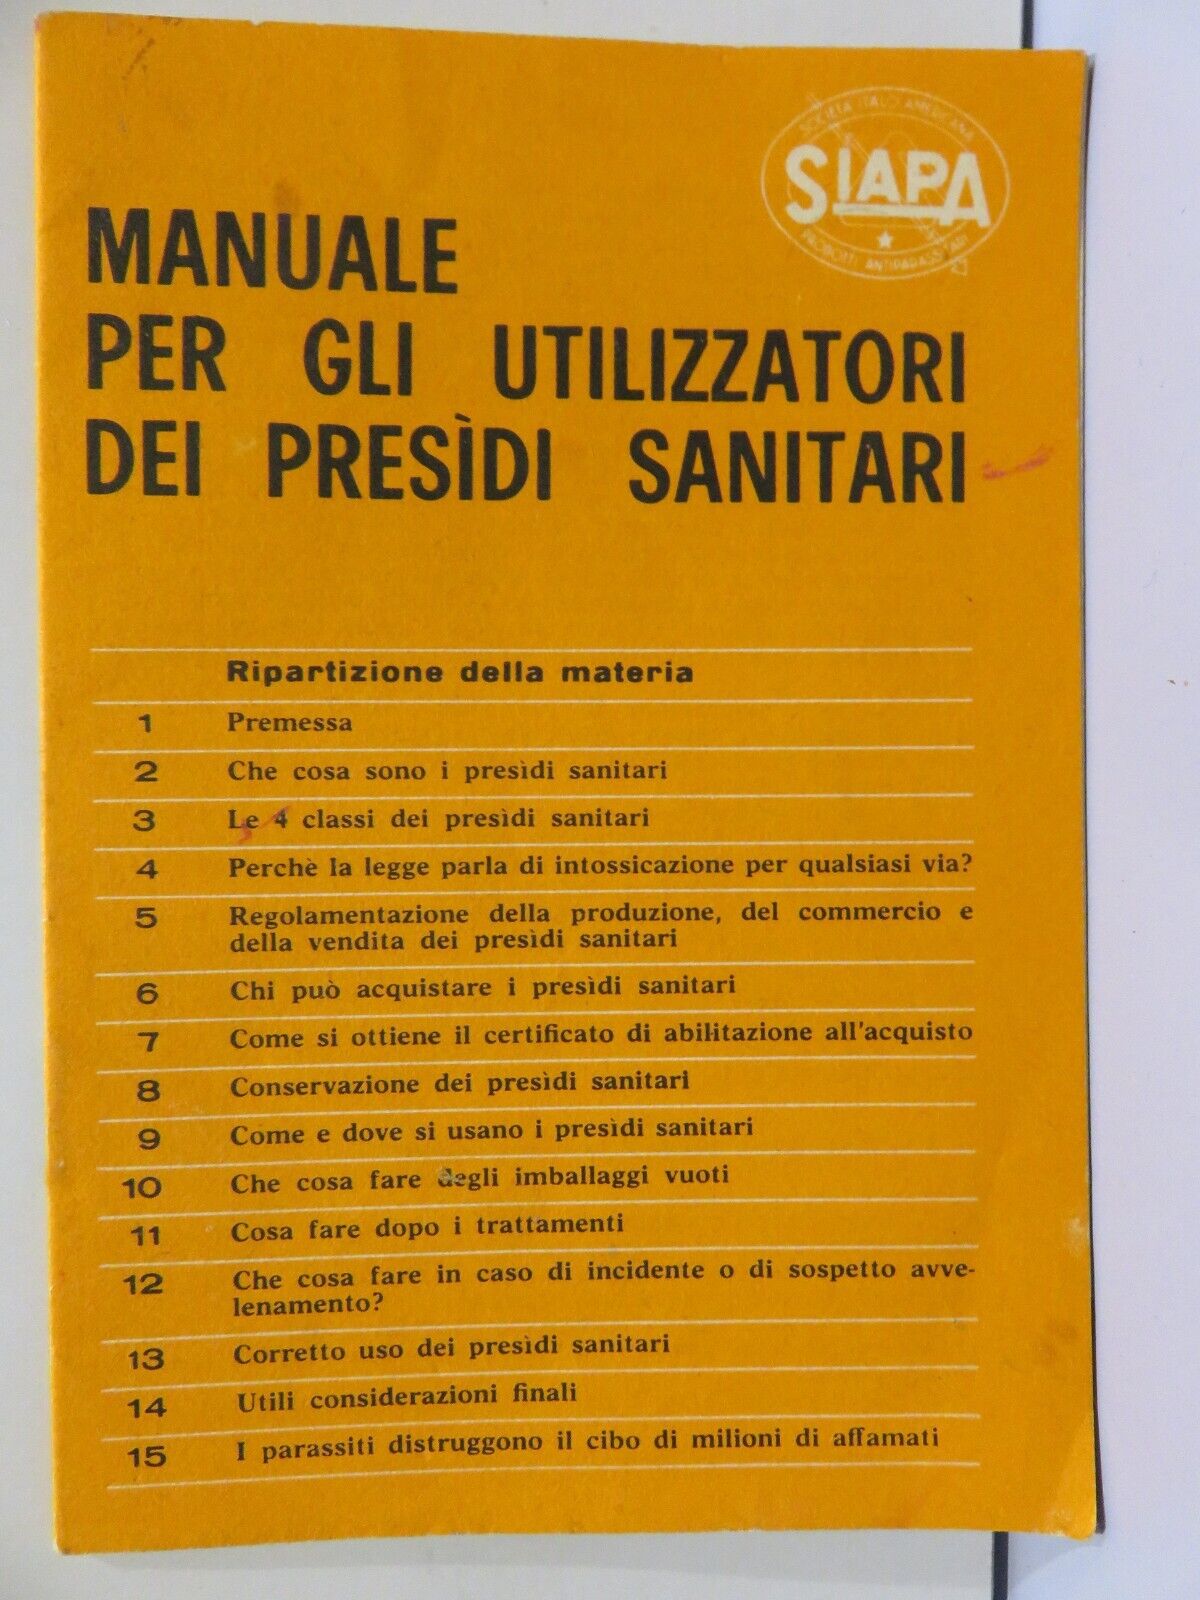 SOCIETÀ ITALO AMERICANA
SIAPA
PRODOTTI ANTIPARASSITARI
MANUALE
PER GLI UTILIZZATORI
DEI PRESÌDI SANITARI
Ripartizione della materia
1 Premessa
2 Che cosa sono i presìdi sanitari
3 Le 4 classi dei presìdi sanitari
4 Perchè la legge parla di intossicazione per qualsiasi via?
5 Regolamentazione della produzione, del commercio e
della vendita dei presìdi sanitari
6 Chi può acquistare i presìdi sanitari
7 Come si ottiene il certificato di abilitazione all'acquisto
8 Conservazione dei presìdi sanitari
9 Come e dove si usano i presìdi sanitari
10 Che cosa fare degli imballaggi vuoti
11 Cosa fare dopo i trattamenti
12 Che cosa fare in caso di incidente o di sospetto avve-
lenamento?
13 Corretto uso dei presìdi sanitari
14 Utili considerazioni finali
15 I parassiti distruggono il cibo di milioni di affamati